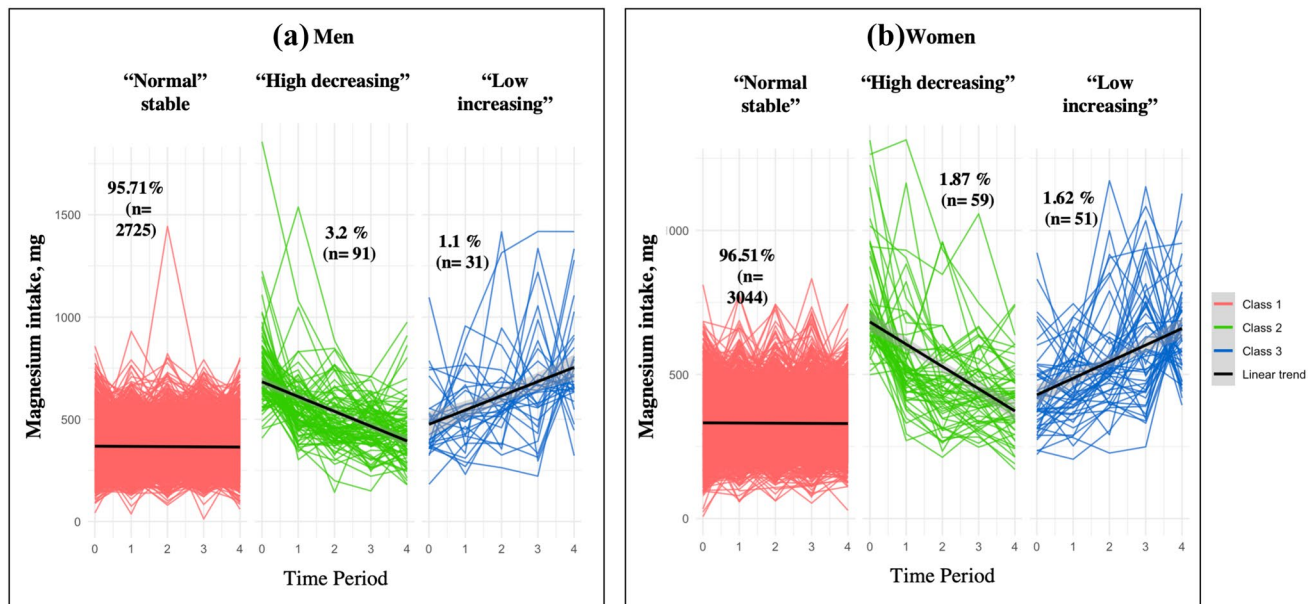 (a) Men
“Normal”
stable
“High decreasing”
“Low
increasing”
Magnesium intake, mg
1500
1000
500
0
95.71%
(n=
2725)
3.2 %
(n= 91)
1.1 %
(n= 31)
0 1 2 3 4
0 1 2 3 4
0 1 2 3 4
Time Period
(b) Women
“Normal
stable”
“High decreasing”
“Low
increasing”
Magnesium intake, mg
1000
500
0
96.51%
(n=
3044)
1.87 %
(n= 59)
1.62 %
(n= 51)
0 1 2 3 4
0 1 2 3 4
0 1 2 3 4
Time Period
Class 1
Class 2
Class 3
Linear trend